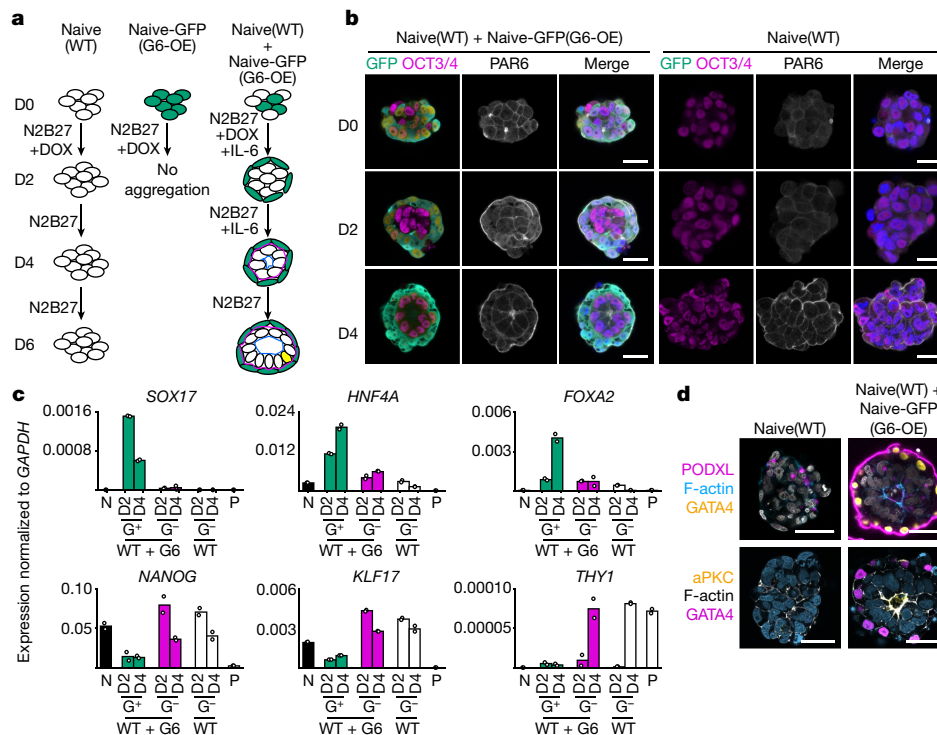 a
Naive
(WT)
Naive-GFP
(G6-OE)
Naive(WT)
+
Naive-GFP
(G6-OE)
D0
N2B27
+DOX
N2B27
+DOX
N2B27
+DOX
+IL-6
D2
No
aggregation
N2B27
N2B27
+IL-6
D4
N2B27
N2B27
D6
b
Naive(WT) + Naive-GFP(G6-OE)
Naive(WT)
GFP OCT3/4
PAR6
Merge
GFP OCT3/4
PAR6
Merge
D0
D2
D4
c
Expression normalized to GAPDH
SOX17
0.0016
0.0008
0
N
D2
D4
D2
D4
D2
D4
P
G+
G−
G−
WT + G6
WT
HNF4A
0.024
0.012
0
N
D2
D4
D2
D4
D2
D4
P
G+
G−
G−
WT + G6
WT
FOXA2
0.006
0.003
0
N
D2
D4
D2
D4
D2
D4
P
G+
G−
G−
WT + G6
WT
NANOG
0.10
0.05
0
N
D2
D4
D2
D4
D2
D4
P
G+
G−
G−
WT + G6
WT
KLF17
0.006
0.003
0
N
D2
D4
D2
D4
D2
D4
P
G+
G−
G−
WT + G6
WT
THY1
0.00010
0.00005
0
N
D2
D4
D2
D4
D2
D4
P
G+
G−
G−
WT + G6
WT
d
Naive(WT)
Naive(WT) +
Naive-GFP
(G6-OE)
PODXL
F-actin
GATA4
aPKC
F-actin
GATA4